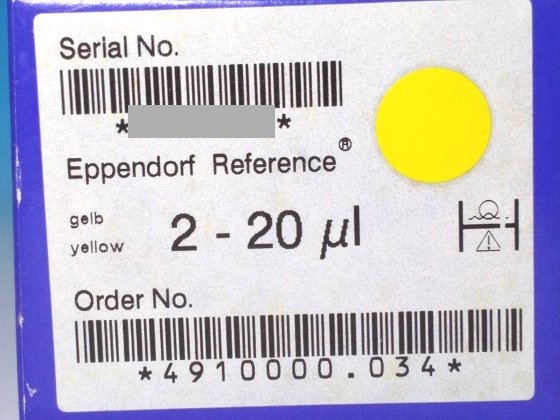 Serial No.
* *
Eppendorf Reference®
gelb
yellow
2 - 20 µl
Order No.
*4910000.034*